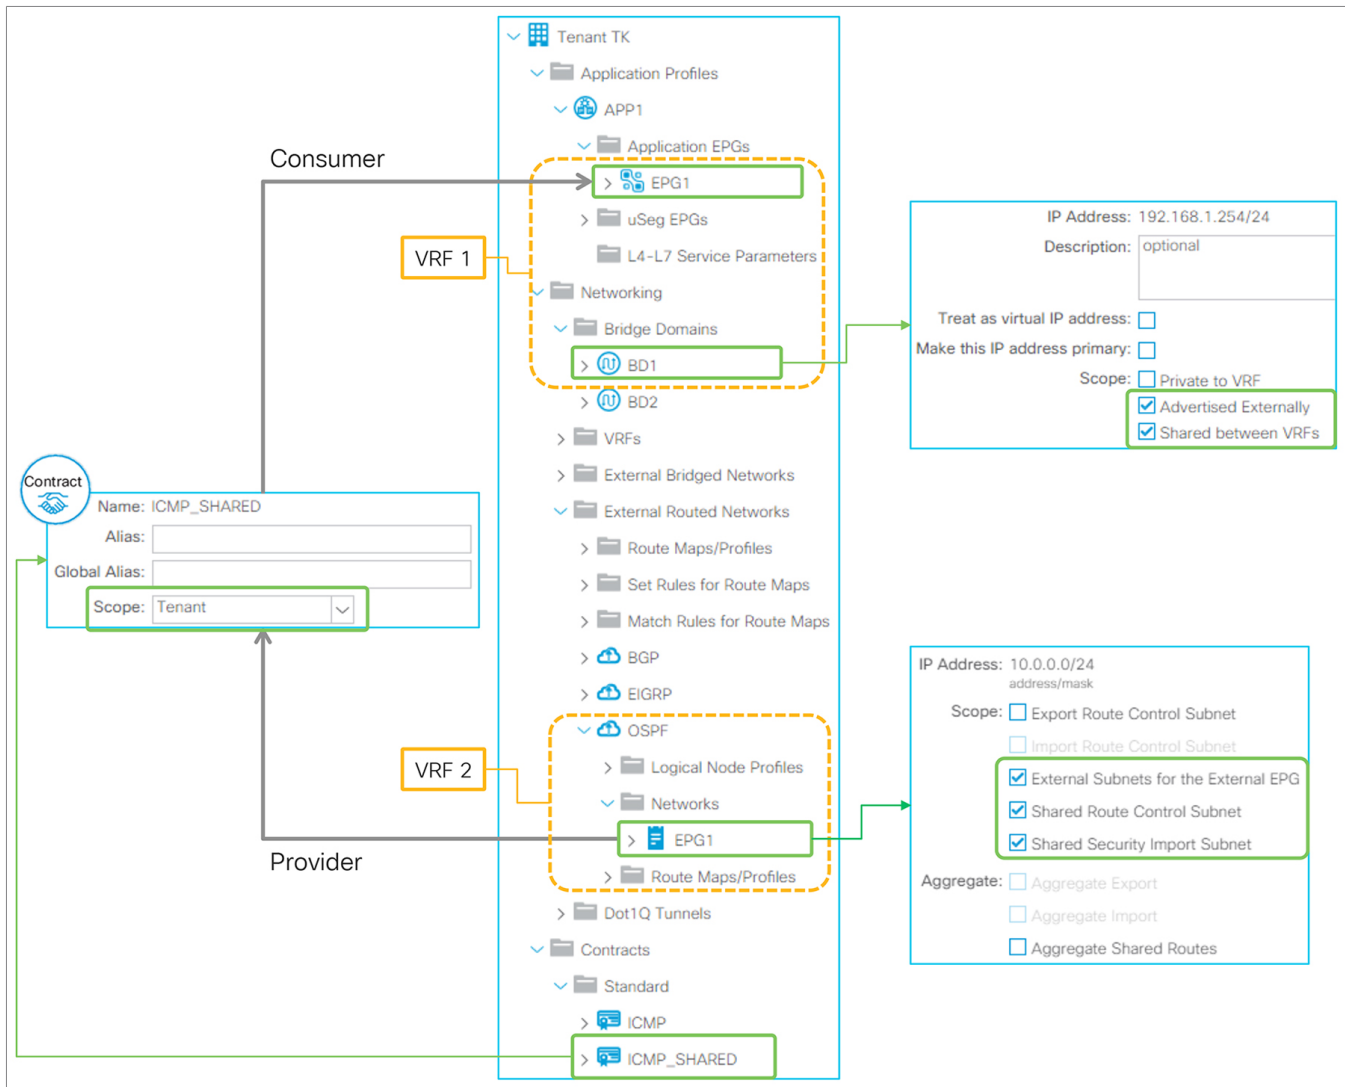 Tenant TK
Application Profiles
APP1
Application EPGs
EPG1
uSeg EPGs
L4-L7 Service Parameters
Networking
Bridge Domains
BD1
BD2
VRFs
External Bridged Networks
External Routed Networks
Route Maps/Profiles
Set Rules for Route Maps
Match Rules for Route Maps
BGP
EIGRP
OSPF
Logical Node Profiles
Networks
EPG1
Route Maps/Profiles
Dot1Q Tunnels
Contracts
Standard
ICMP
ICMP_SHARED
Consumer
VRF 1
Contract
Name: ICMP_SHARED
Alias:
Global Alias:
Scope: Tenant
VRF 2
Provider
IP Address: 192.168.1.254/24
Description: optional
Treat as virtual IP address:
Make this IP address primary:
Scope: Private to VRF
Advertised Externally
Shared between VRFs
IP Address: 10.0.0.0/24
address/mask
Scope: Export Route Control Subnet
Import Route Control Subnet
External Subnets for the External EPG
Shared Route Control Subnet
Shared Security Import Subnet
Aggregate: Aggregate Export
Aggregate Import
Aggregate Shared Routes